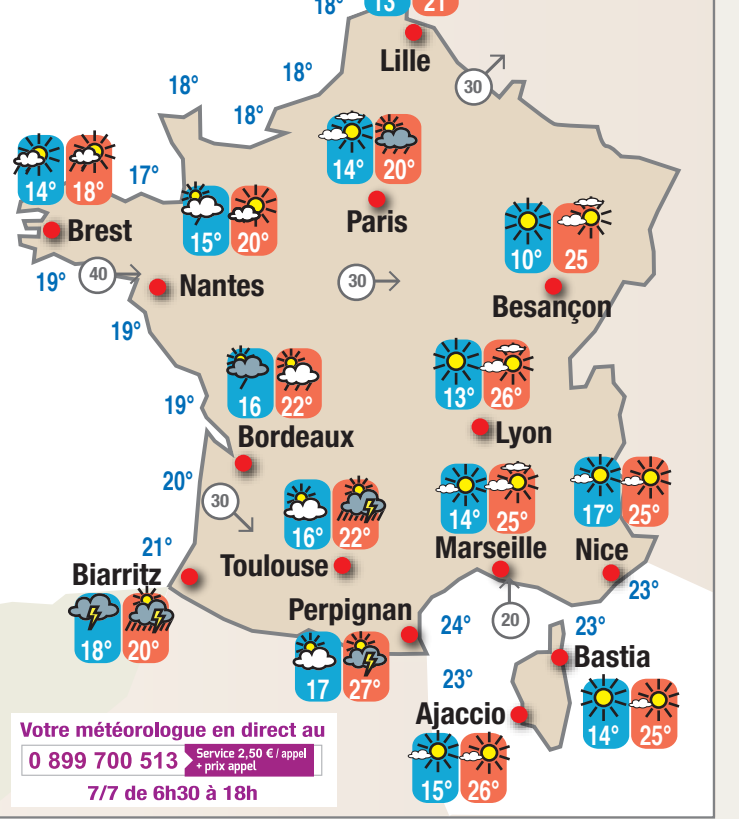 18°
13
21
Lille
18°
30
18°
18°
14° 20°
Paris
14° 18°
17°
Brest
15° 20°
10° 25
19°
40
Nantes
30
Besançon
19°
16 22°
13° 26°
19°
Bordeaux
Lyon
20°
30
16° 22°
14° 25°
17° 25°
21°
Toulouse
Marseille
Nice
Biarritz
23°
18° 20°
Perpignan
24°
20
23°
17 27°
23°
Bastia
Ajaccio
14° 25°
15° 26°
Votre météorologue en direct au
0 899 700 513
Service 2,50 € / appel
+ prix appel
7/7 de 6h30 à 18h